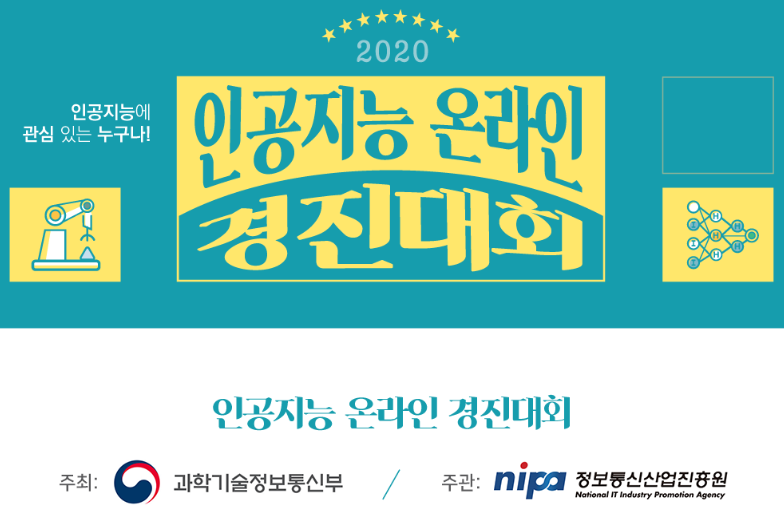 2020
인공지능에
관심 있는 누구나!
인공지능 온라인
경진대회
인공지능 온라인 경진대회
주최: 과학기술정보통신부 / 주관: nipa 정보통신산업진흥원
National IT Industry Promotion Agency